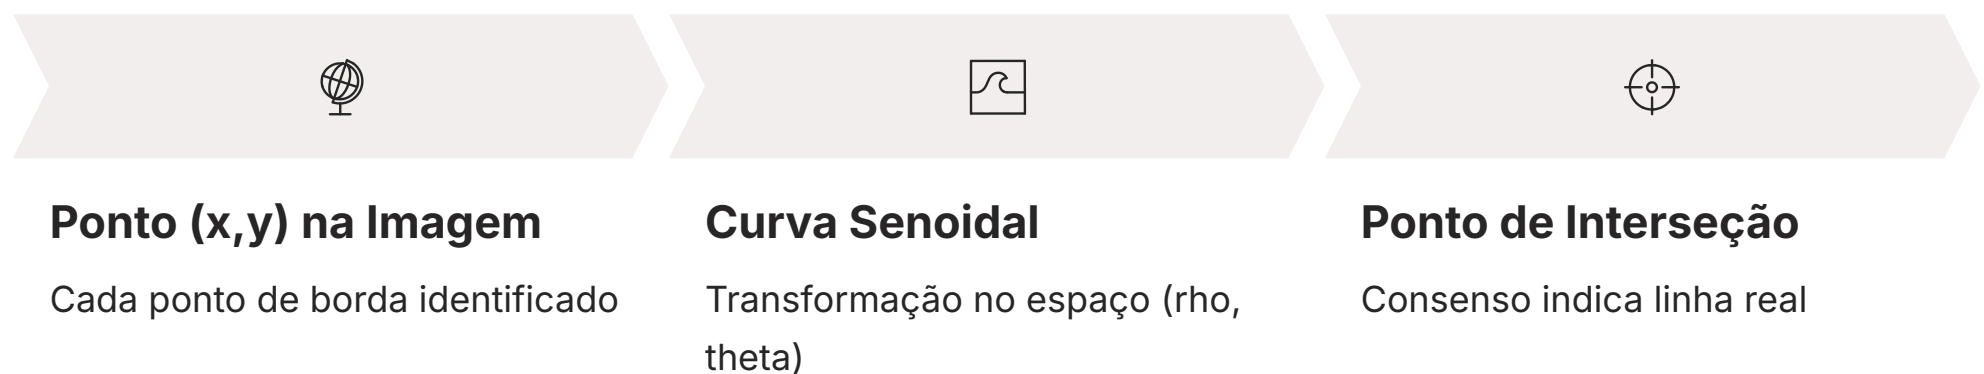 Ponto (x,y) na Imagem
Cada ponto de borda identificado
Curva Senoidal
Transformação no espaço (rho,
theta)
Ponto de Interseção
Consenso indica linha real